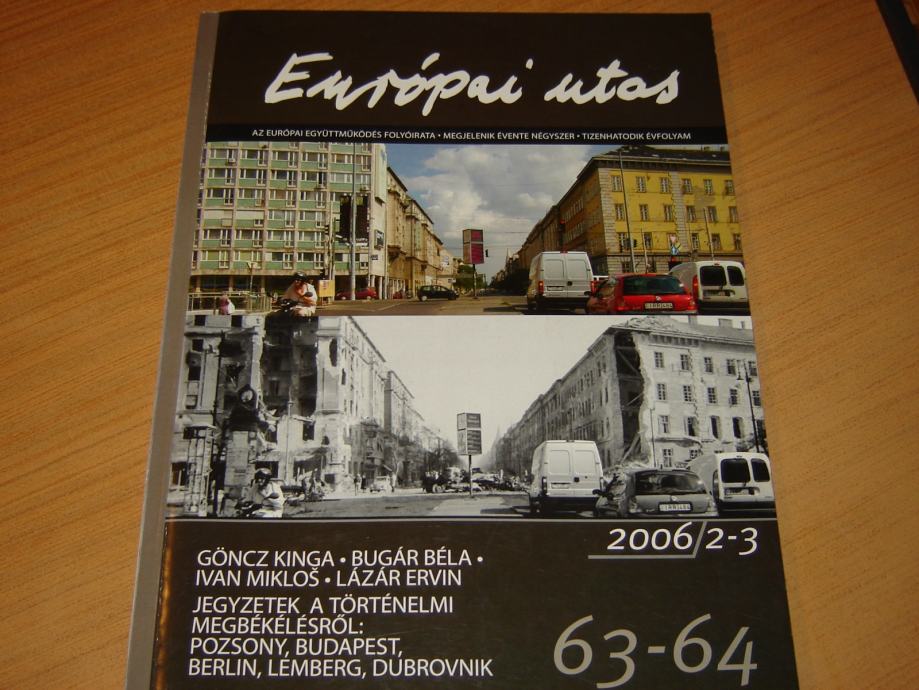 Európai utas
AZ EURÓPAI EGYÜTTMŰKÖDÉS FOLYÓIRATA • MEGJELENIK ÉVENTE NÉGYSZER • TIZENHATODIK ÉVFOLYAM
2006/2-3
GÖNCZ KINGA • BUGÁR BÉLA •
IVAN MIKLOŠ • LÁZÁR ERVIN
JEGYZETEK A TÖRTÉNELMI
MEGBÉKÉLÉSRŐL:
POZSONY, BUDAPEST,
BERLIN, LEMBERG, DUBROVNIK
63-64